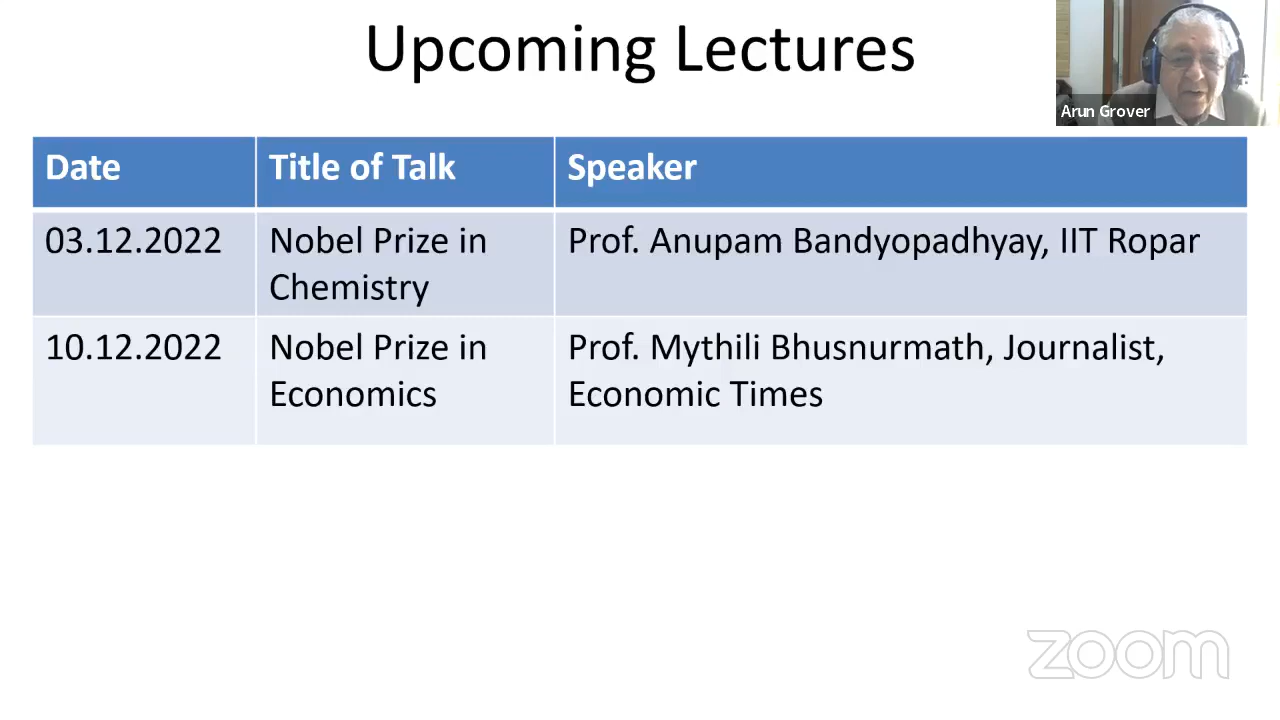 Upcoming Lectures
Arun Grover
Date Title of Talk Speaker
03.12.2022 Nobel Prize in Prof. Anupam Bandyopadhyay, IIT Ropar
Chemistry
10.12.2022 Nobel Prize in Prof. Mythili Bhusnurmath, Journalist,
Economics Economic Times
zoom